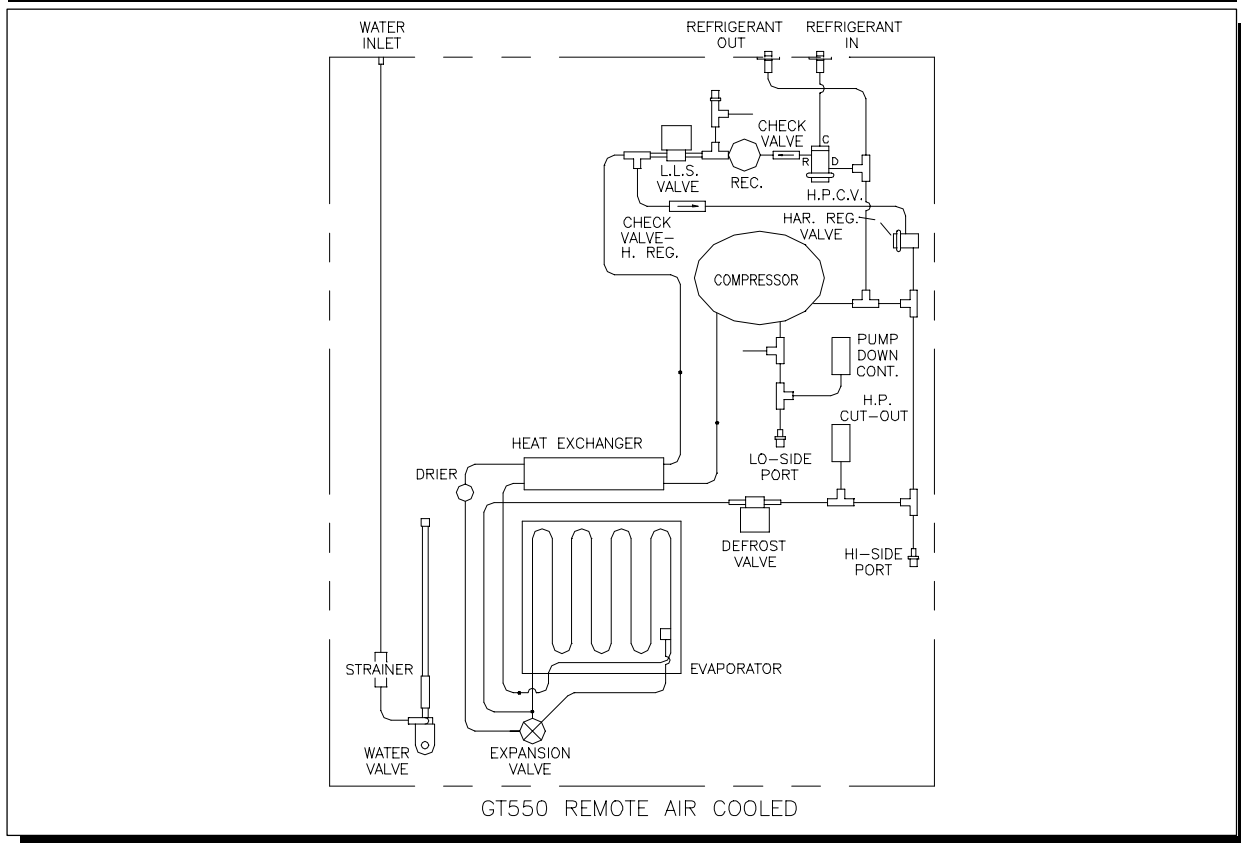 WATER
INLET
REFRIGERANT
OUT
REFRIGERANT
IN
CHECK
VALVE
C
R
D
L.L.S.
VALVE
REC.
H.P.C.V.
HAR. REG.
VALVE
CHECK
VALVE-
H. REG.
COMPRESSOR
PUMP
DOWN
CONT.
H.P.
CUT-OUT
HEAT EXCHANGER
LO-SIDE
PORT
DRIER
DEFROST
VALVE
HI-SIDE
PORT
STRAINER
EVAPORATOR
WATER
VALVE
EXPANSION
VALVE
GT550 REMOTE AIR COOLED